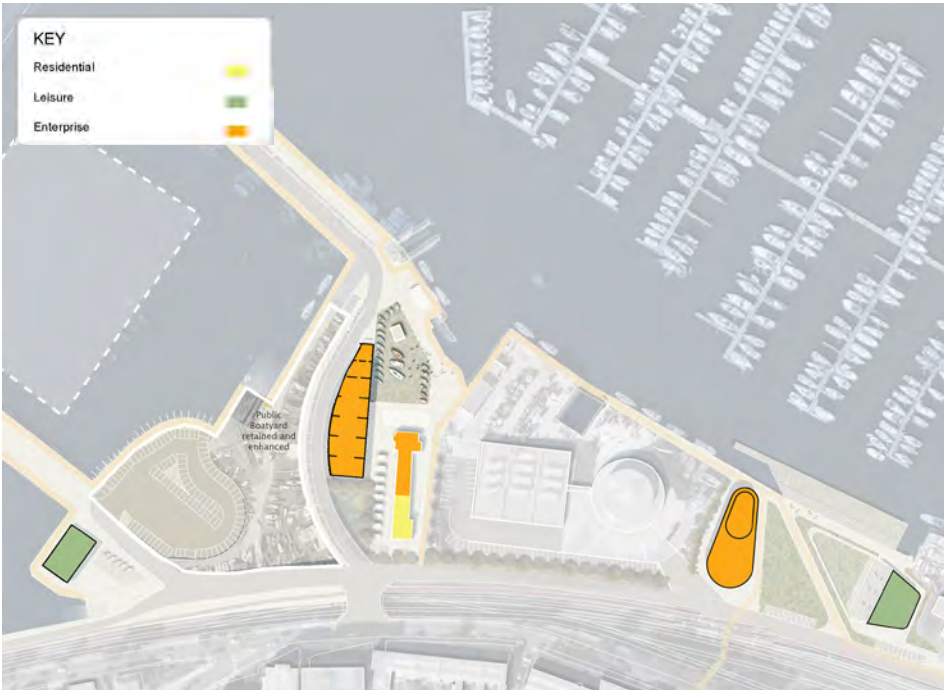 KEY
Residential
Leisure
Enterprise
Public
Boatyard
retained and
enhanced